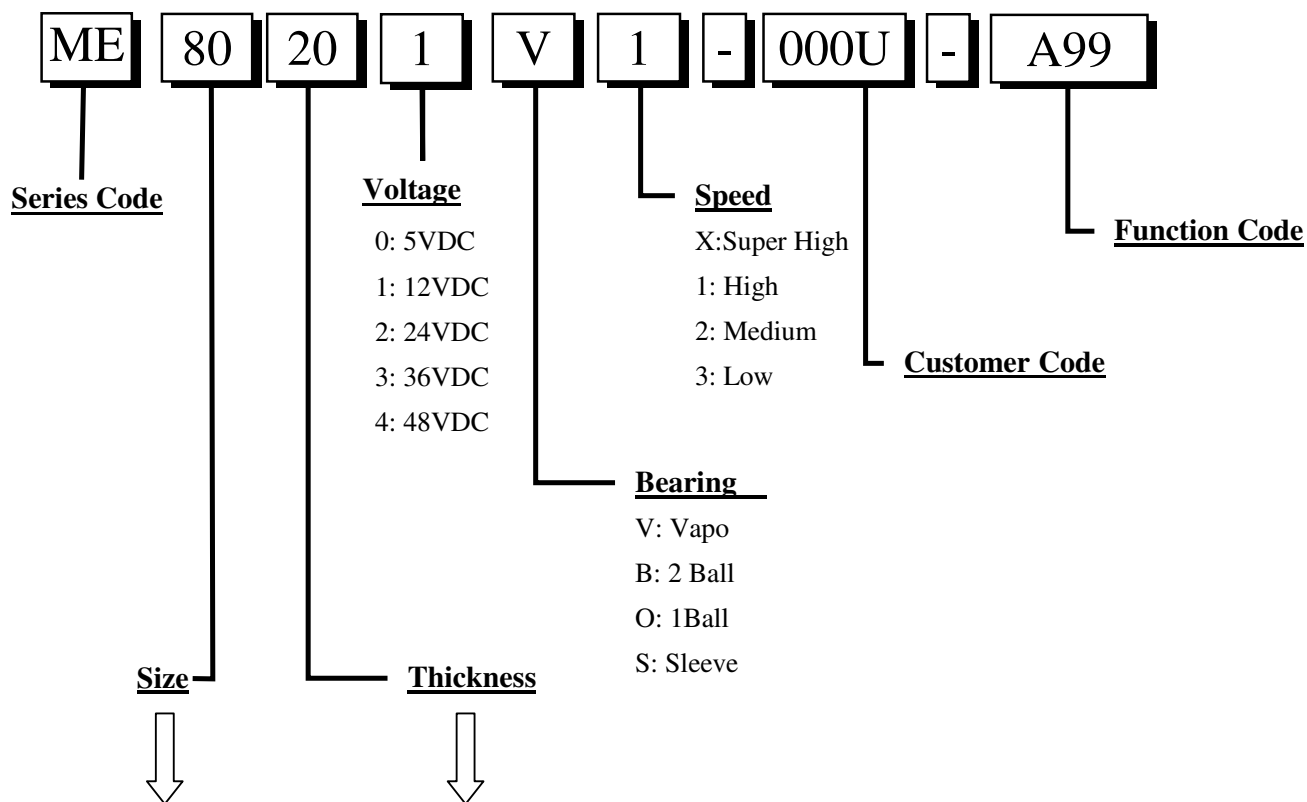 ME 80 20 1 V 1 - 000U - A99
Series Code
Voltage
0: 5VDC
1: 12VDC
2: 24VDC
3: 36VDC
4: 48VDC
Speed
X:Super High
1: High
2: Medium
3: Low
Function Code
Customer Code
Bearing
V: Vapo
B: 2 Ball
O: 1Ball
S: Sleeve
Size
Thickness